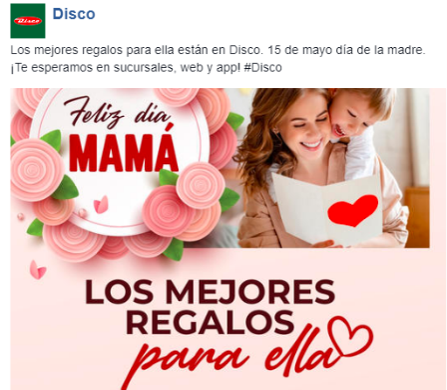 Disco
Disco
Los mejores regalos para ella están en Disco. 15 de mayo día de la madre.
¡Te esperamos en sucursales, web y app! #Disco
Feliz día
MAMÁ
LOS MEJORES
REGALOS
para ella